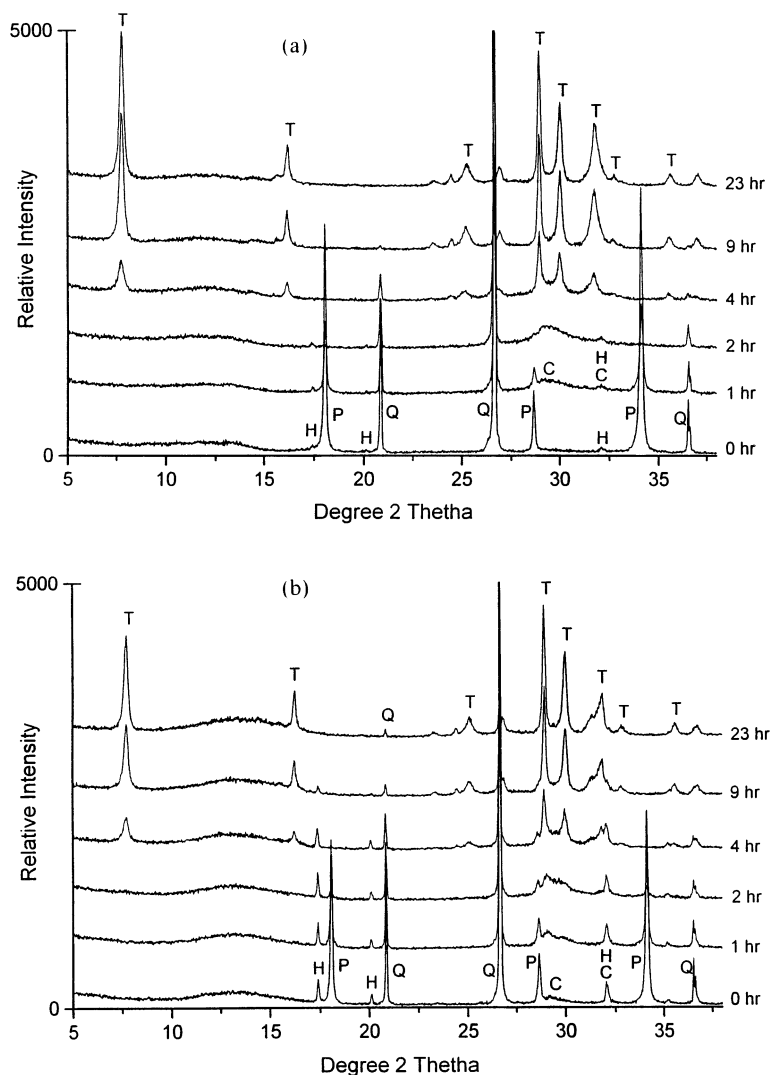 (a)
5000
T
T
T
T
T
T
T
T
23 hr
9 hr
4 hr
2 hr
1 hr
0 hr
H
C
C
H
P
H
Q
Q
P
H
P
Q
0
5
10
15
20
25
30
35
Relative Intensity
Degree 2 Thetha
(b)
5000
T
T
T
T
T
T
T
T
Q
23 hr
9 hr
4 hr
2 hr
1 hr
0 hr
H
P
H
Q
Q
P
C
H
C
P
Q
0
5
10
15
20
25
30
35
Relative Intensity
Degree 2 Thetha